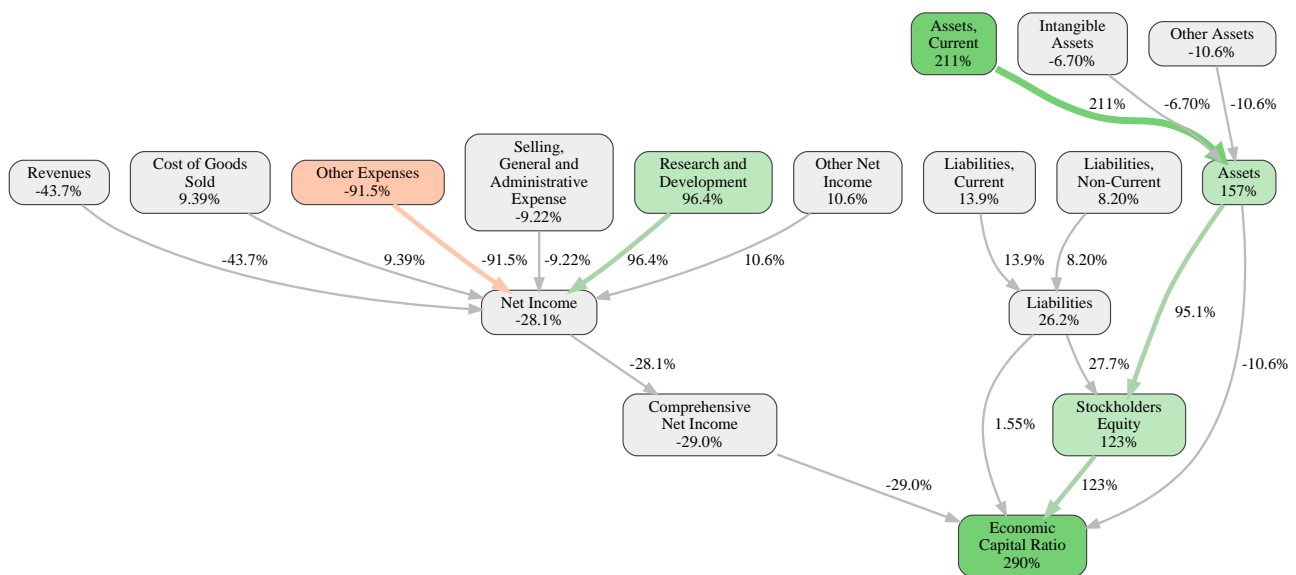 Assets,
Current
211%
Intangible
Assets
-6.70%
Other Assets
-10.6%
211%
-6.70%
-10.6%
Revenues
-43.7%
Cost of Goods
Sold
9.39%
Other Expenses
-91.5%
Selling,
General and
Administrative
Expense
-9.22%
Research and
Development
96.4%
Other Net
Income
10.6%
Liabilities,
Current
13.9%
Liabilities,
Non-Current
8.20%
Assets
157%
-43.7%
9.39%
-91.5%
-9.22%
96.4%
10.6%
13.9%
8.20%
Net Income
-28.1%
Liabilities
26.2%
95.1%
-28.1%
27.7%
-10.6%
Comprehensive
Net Income
-29.0%
1.55%
Stockholders
Equity
123%
-29.0%
123%
Economic
Capital Ratio
290%